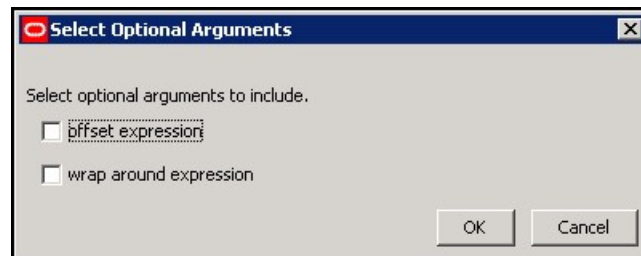 Select Optional Arguments
Select optional arguments to include.
offset expression
wrap around expression
OK Cancel